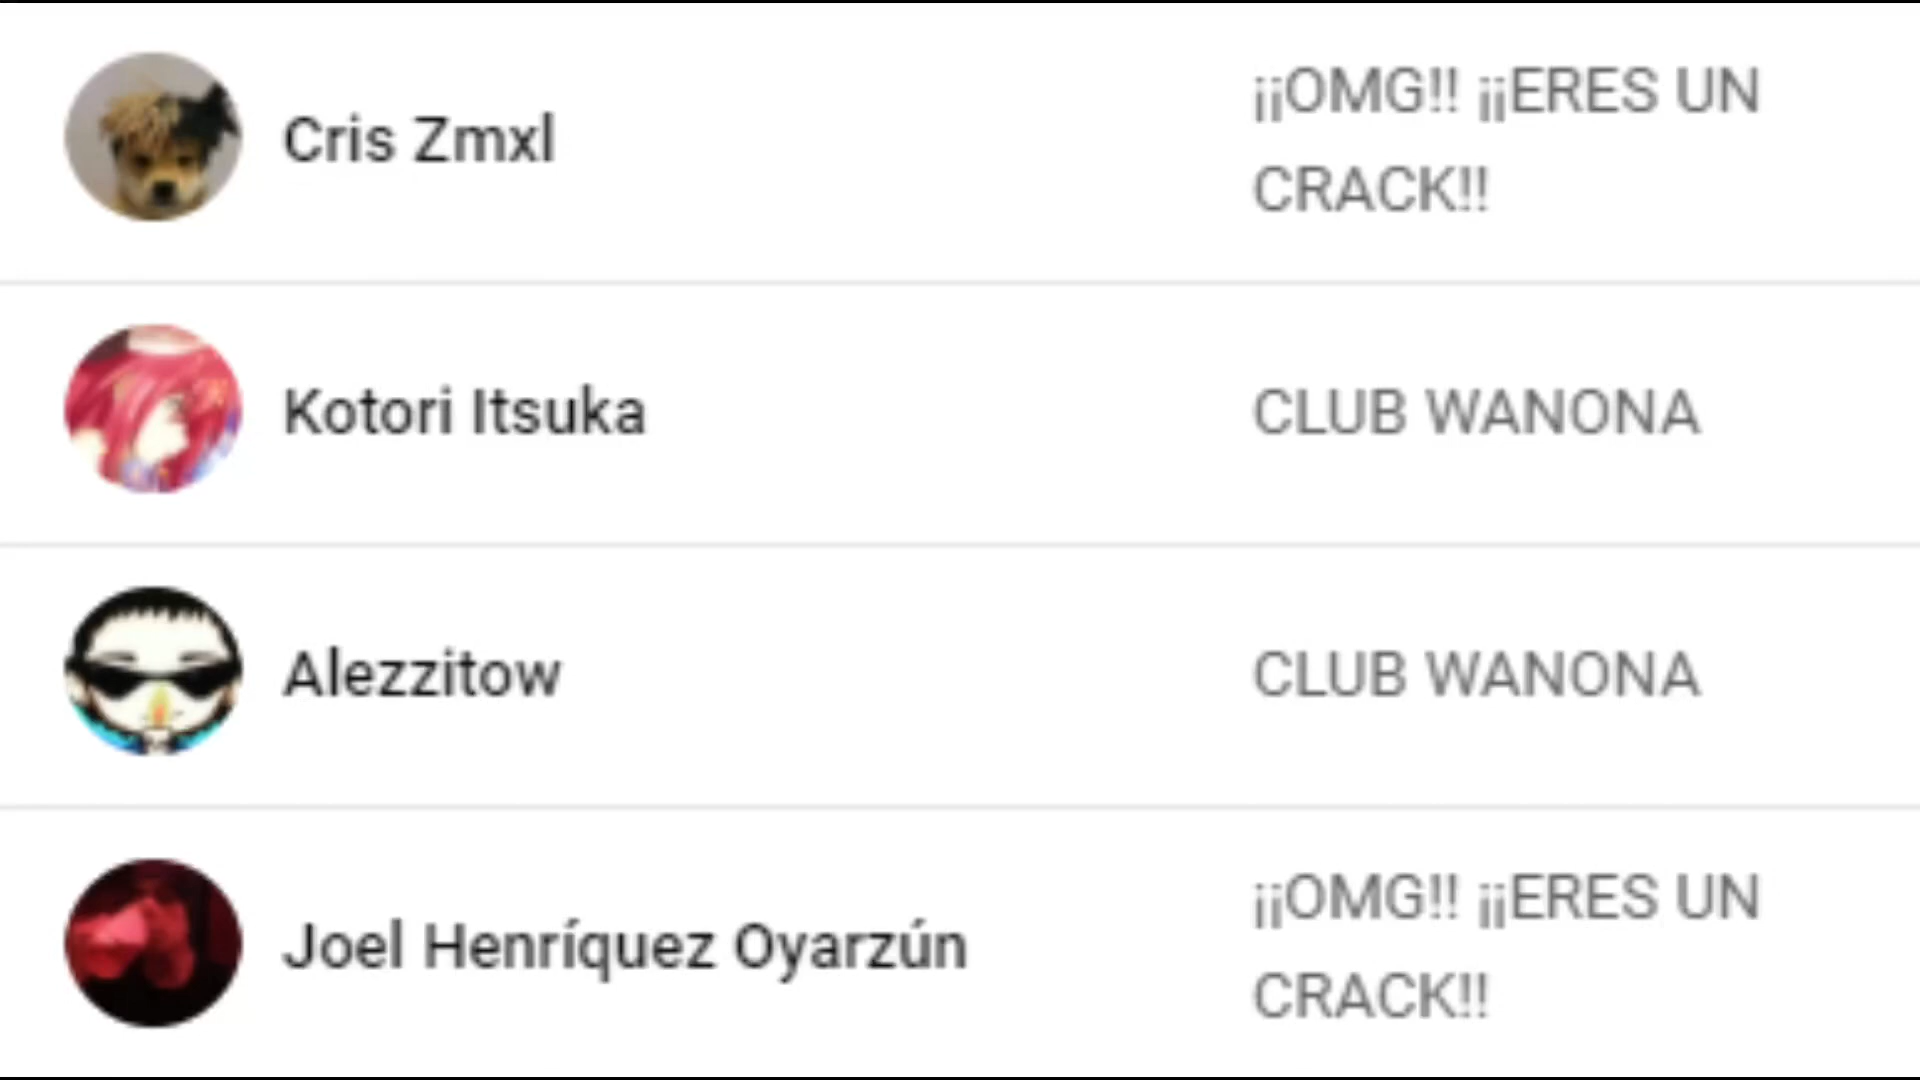 Cris Zmxl
¡¡OMG!! ¡¡ERES UN
CRACK!!
Kotori Itsuka
CLUB WANONA
Alezzitow
CLUB WANONA
Joel Henríquez Oyarzún
¡¡OMG!! ¡¡ERES UN
CRACK!!